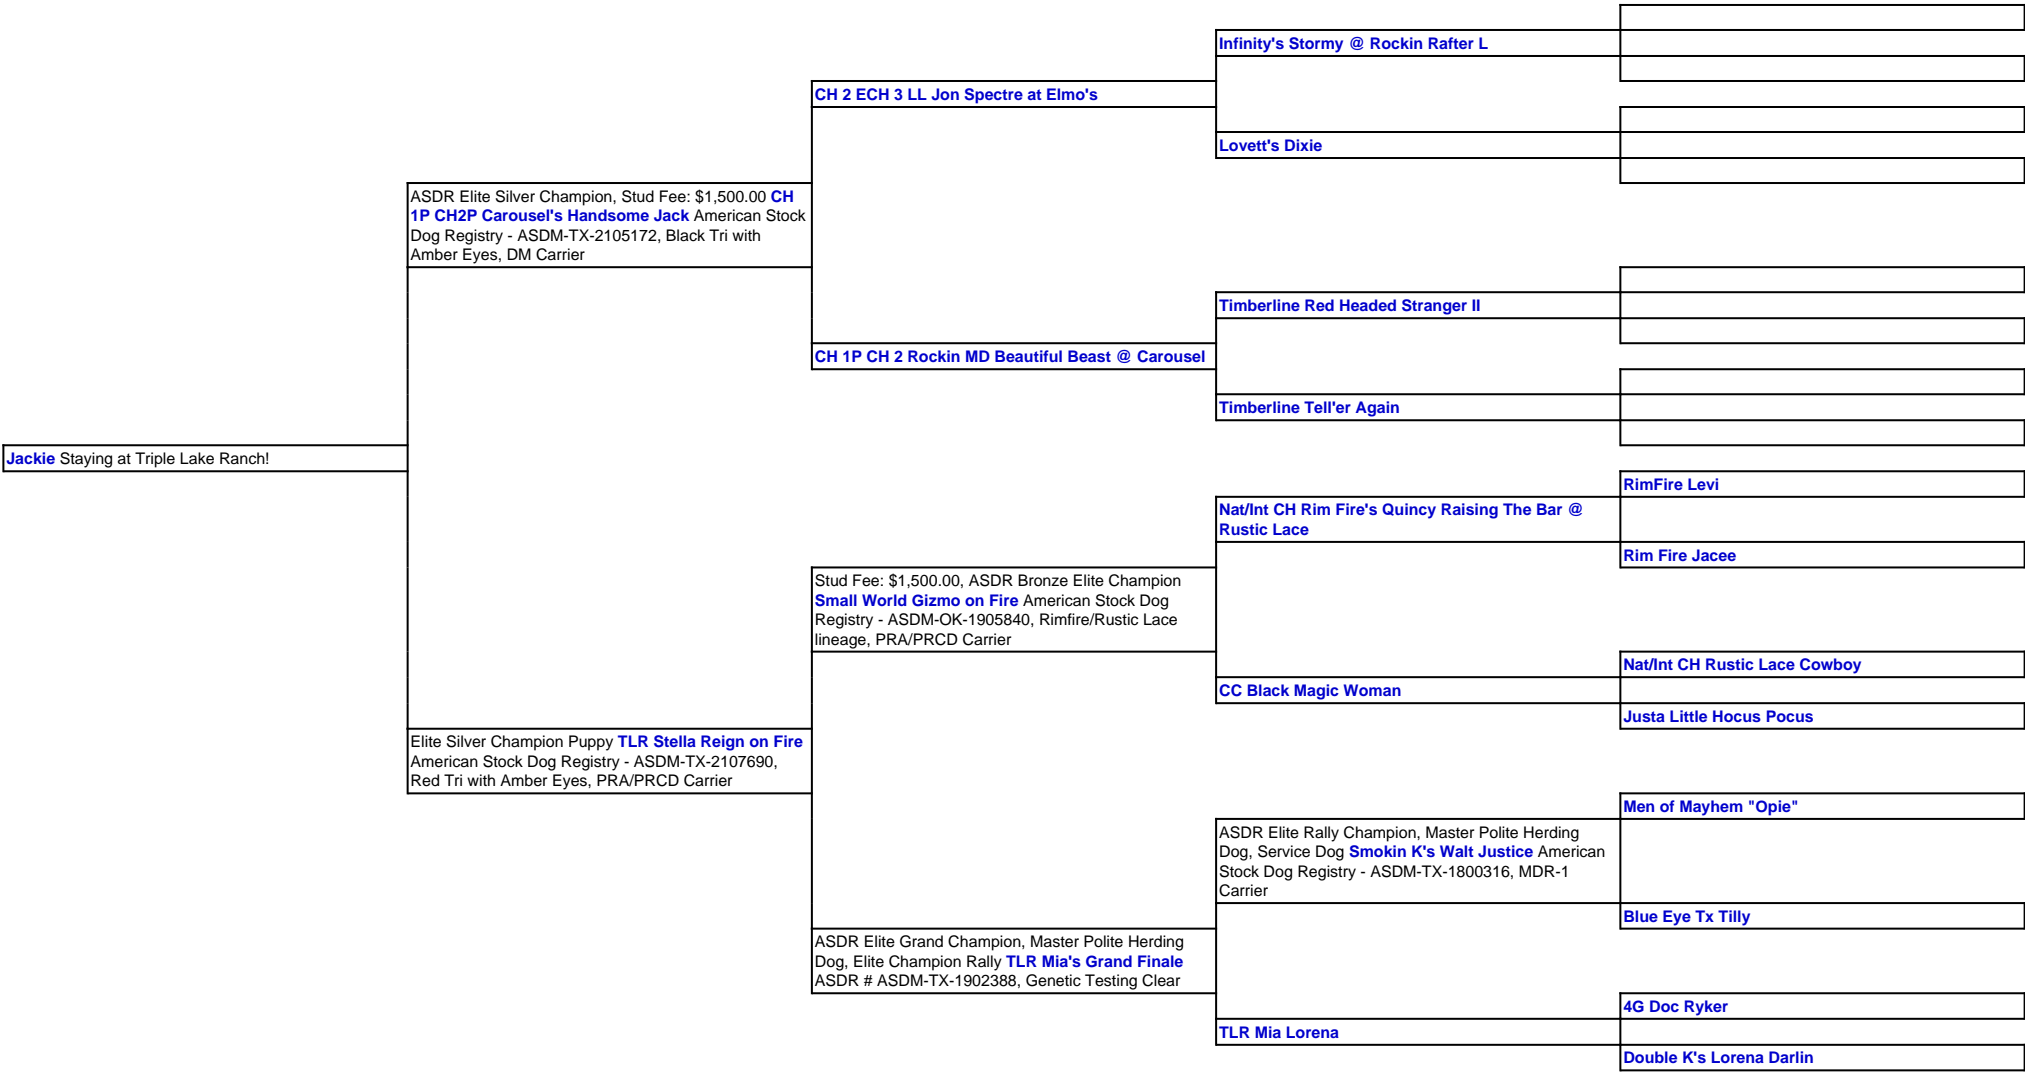 Infinity's Stormy @ Rockin Rafter L
CH 2 ECH 3 LL Jon Spectre at Elmo's
Lovett's Dixie
ASDR Elite Silver Champion, Stud Fee: $1,500.00 CH
1P CH2P Carousel's Handsome Jack American Stock
Dog Registry - ASDM-TX-2105172, Black Tri with
Amber Eyes, DM Carrier
Timberline Red Headed Stranger II
CH 1P CH 2 Rockin MD Beautiful Beast @ Carousel
Timberline Tell'er Again
Jackie Staying at Triple Lake Ranch!
RimFire Levi
Nat/Int CH Rim Fire's Quincy Raising The Bar @
Rustic Lace
Rim Fire Jacee
Stud Fee: $1,500.00, ASDR Bronze Elite Champion
Small World Gizmo on Fire American Stock Dog
Registry - ASDM-OK-1905840, Rimfire/Rustic Lace
lineage, PRA/PRCD Carrier
Nat/Int CH Rustic Lace Cowboy
CC Black Magic Woman
Justa Little Hocus Pocus
Elite Silver Champion Puppy TLR Stella Reign on Fire
American Stock Dog Registry - ASDM-TX-2107690,
Red Tri with Amber Eyes, PRA/PRCD Carrier
Men of Mayhem "Opie"
ASDR Elite Rally Champion, Master Polite Herding
Dog, Service Dog Smokin K's Walt Justice American
Stock Dog Registry - ASDM-TX-1800316, MDR-1
Carrier
Blue Eye Tx Tilly
ASDR Elite Grand Champion, Master Polite Herding
Dog, Elite Champion Rally TLR Mia's Grand Finale
ASDR # ASDM-TX-1902388, Genetic Testing Clear
4G Doc Ryker
TLR Mia Lorena
Double K's Lorena Darlin